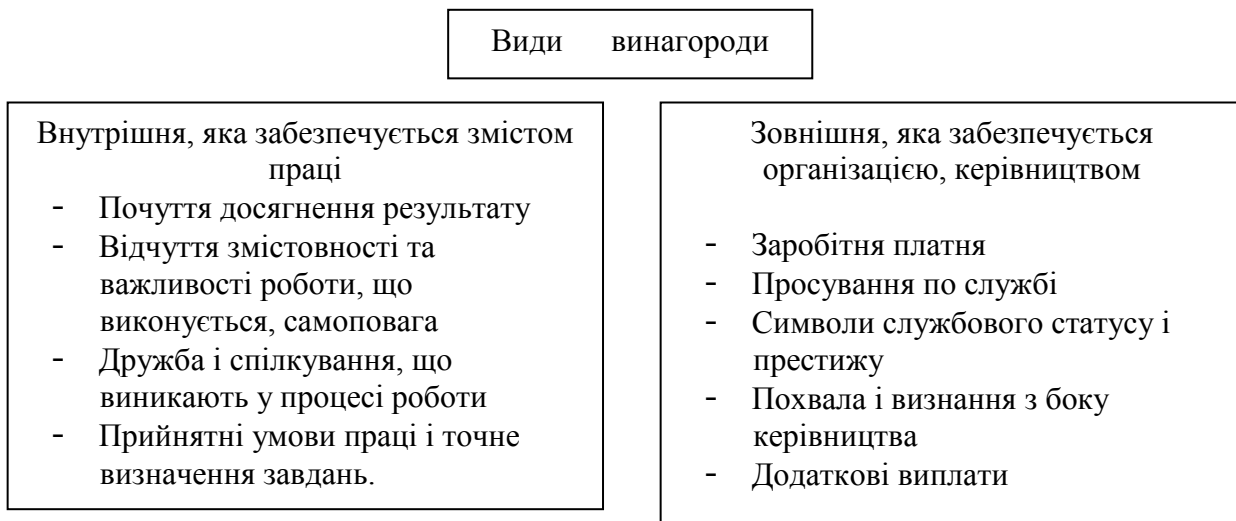 Види винагороди
Внутрішня, яка забезпечується змістом
праці
- Почуття досягнення результату
- Відчуття змістовності та
важливості роботи, що
виконується, самоповага
- Дружба і спілкування, що
виникають у процесі роботи
- Прийнятні умови праці і точне
визначення завдань.
Зовнішня, яка забезпечується
організацією, керівництвом
- Заробітня платня
- Просування по службі
- Символи службового статусу і
престижу
- Похвала і визнання з боку
керівництва
- Додаткові виплати